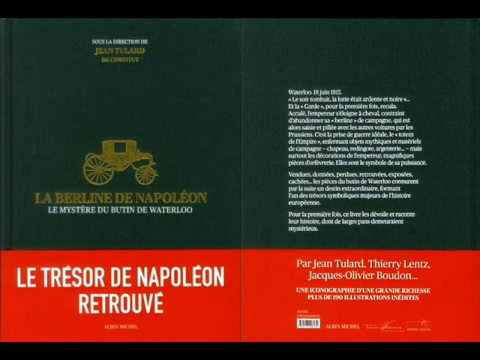 SOUS LA DIRECTION DE
JEAN TULARD
DE L'INSTITUT
LA BERLINE DE NAPOLÉON
LE MYSTÈRE DU BUTIN DE WATERLOO
LE TRÉSOR DE NAPOLÉON
RETROUVÉ
ALBIN MICHEL
Waterloo. 18 juin 1815.
« Le soir tombait, la lutte était ardente et noire »...
Et la « Garde », pour la première fois, recula.
Acculé, l'empereur s'éloigne à cheval, contraint
d'abandonner sa « berline » de campagne, qui est
alors saisie et pillée avec les autres voitures par les
Prussiens. C'est la prise de guerre idéale, le « totem
de l'Empire », enfermant objets mythiques et matériels
de campagne – chapeau, redingote, argenterie... – mais
surtout les décorations de l'empereur, magnifiques
pièces d'orfèvrerie. Elles sont le symbole de sa puissance.
Vendues, données, perdues, retrouvées, exposées,
cachées... les pièces du butin de Waterloo connurent
par la suite un destin extraordinaire, formant
l'un des trésors symboliques majeurs de l'histoire
européenne.
Pour la première fois, ce livre les dévoile et raconte
leur histoire, dont de larges pans demeuraient
mystérieux.
Par Jean Tulard, Thierry Lentz,
Jacques-Olivier Boudon...
UNE ICONOGRAPHIE D'UNE GRANDE RICHESSE
PLUS DE 190 ILLUSTRATIONS INÉDITES
ALBIN MICHEL